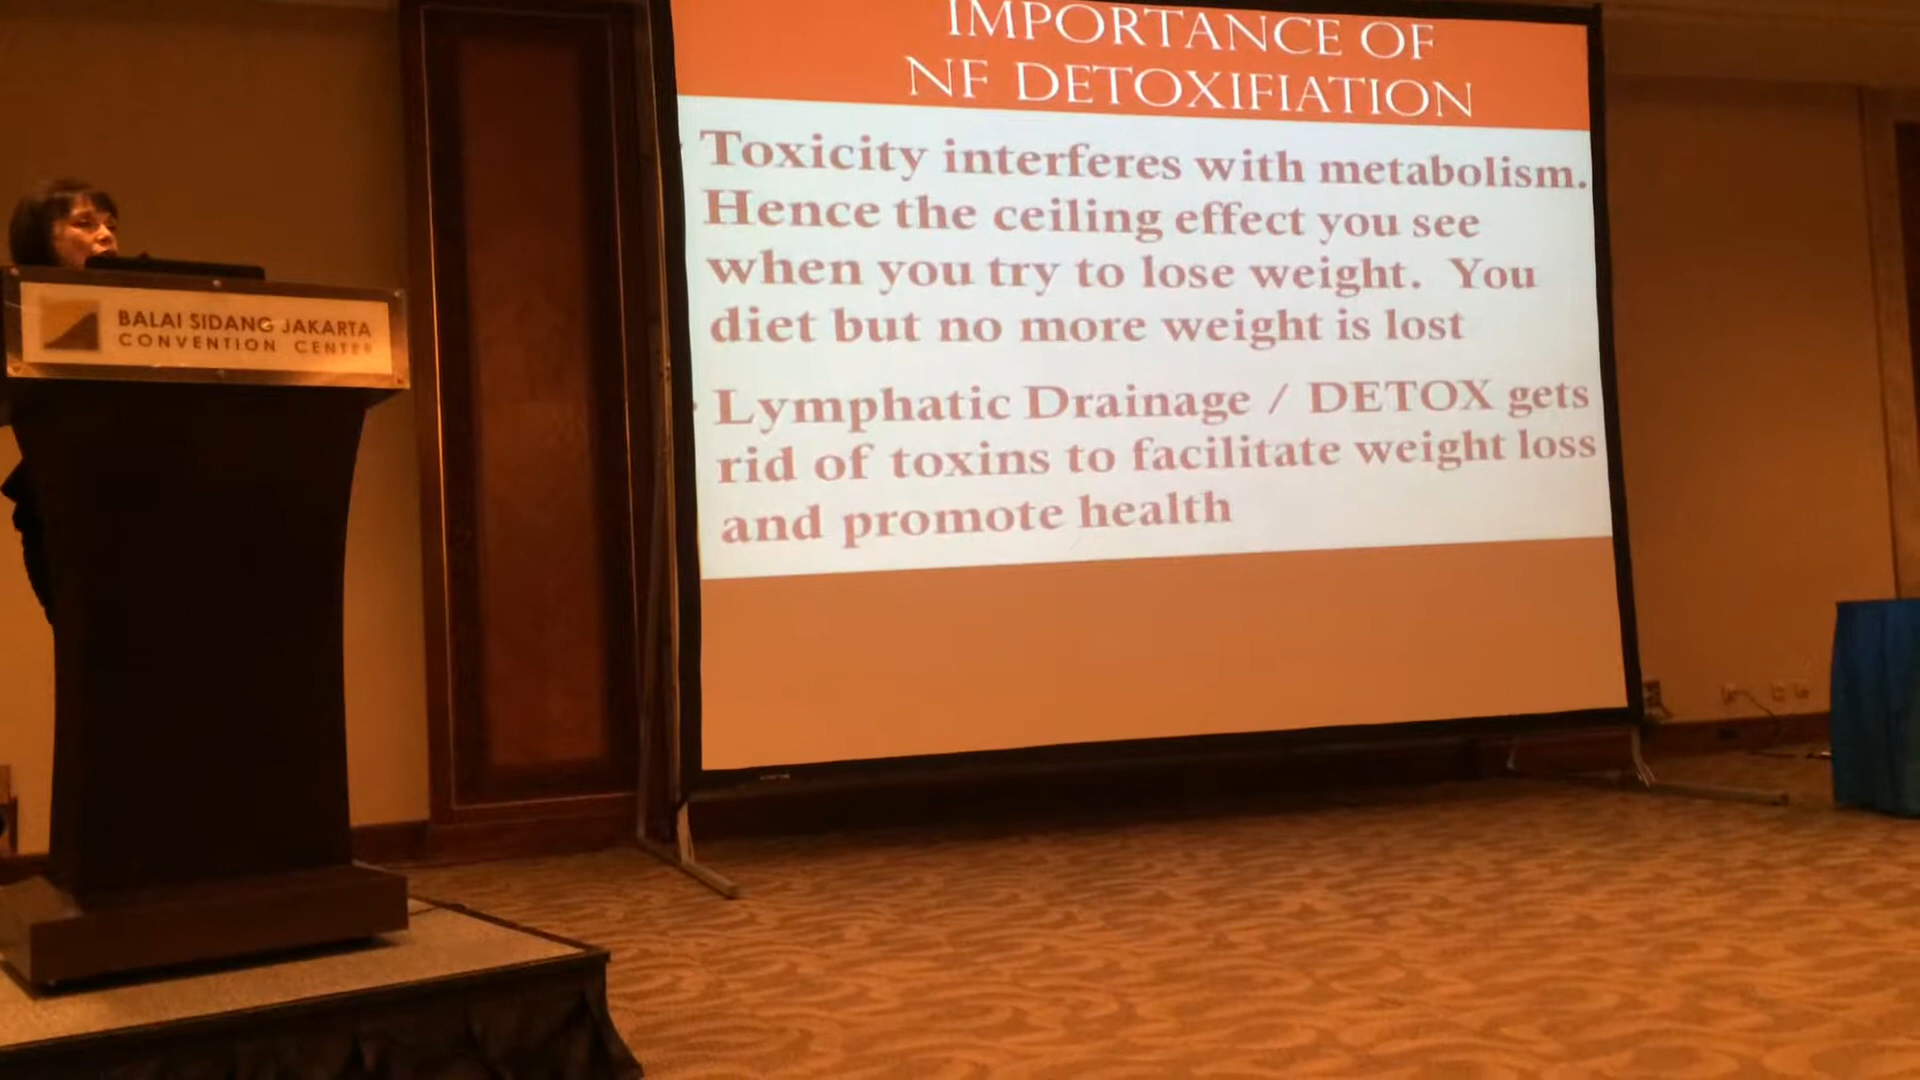 IMPORTANCE OF
NF DETOXIFIATION
Toxicity interferes with metabolism.
Hence the ceiling effect you see
when you try to lose weight. You
diet but no more weight is lost
Lymphatic Drainage / DETOX gets
rid of toxins to facilitate weight loss
and promote health
BALAI SIDANG JAKARTA
CONVENTION CENTER